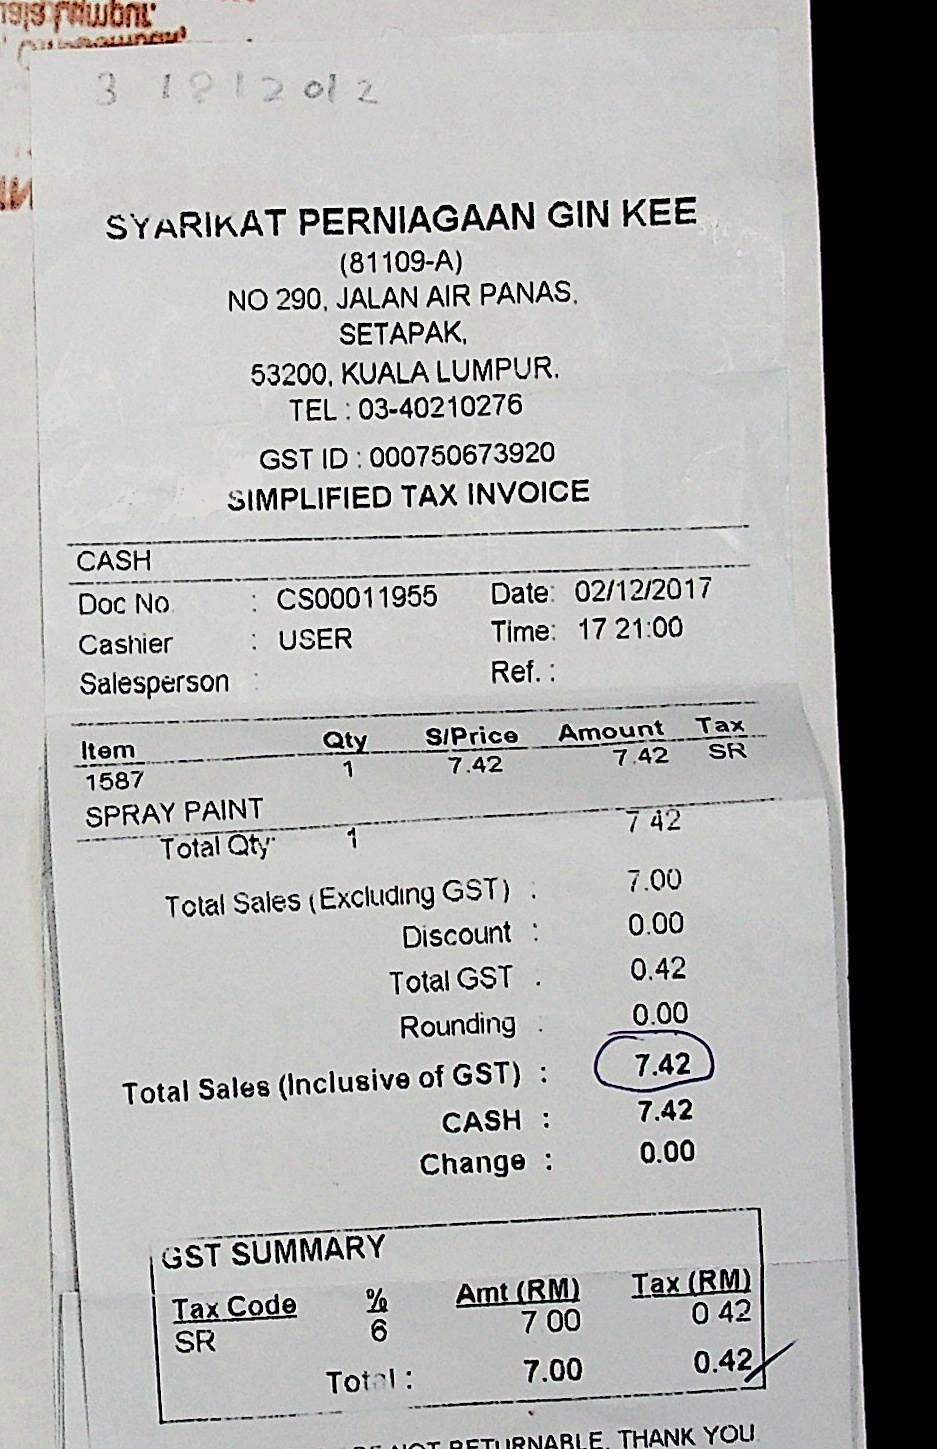 3 1812012
SYARIKAT PERNIAGAAN GIN KEE
(81109-A)
NO 290, JALAN AIR PANAS,
SETAPAK,
53200, KUALA LUMPUR.
TEL : 03-40210276
GST ID : 000750673920
SIMPLIFIED TAX INVOICE
CASH
Doc No : CS00011955 Date: 02/12/2017
Cashier : USER Time: 17 21:00
Salesperson : Ref. :
Item Qty S/Price Amount Tax
1587 1 7.42 7.42 SR
SPRAY PAINT
Total Qty: 1 7 42
Total Sales (Excluding GST) : 7.00
Discount : 0.00
Total GST . 0.42
Rounding : 0.00
Total Sales (Inclusive of GST) : 7.42
CASH : 7.42
Change : 0.00
GST SUMMARY
Tax Code % Amt (RM) Tax (RM)
SR 6 7 00 0 42
Total : 7.00 0.42
NOT RETURNABLE, THANK YOU